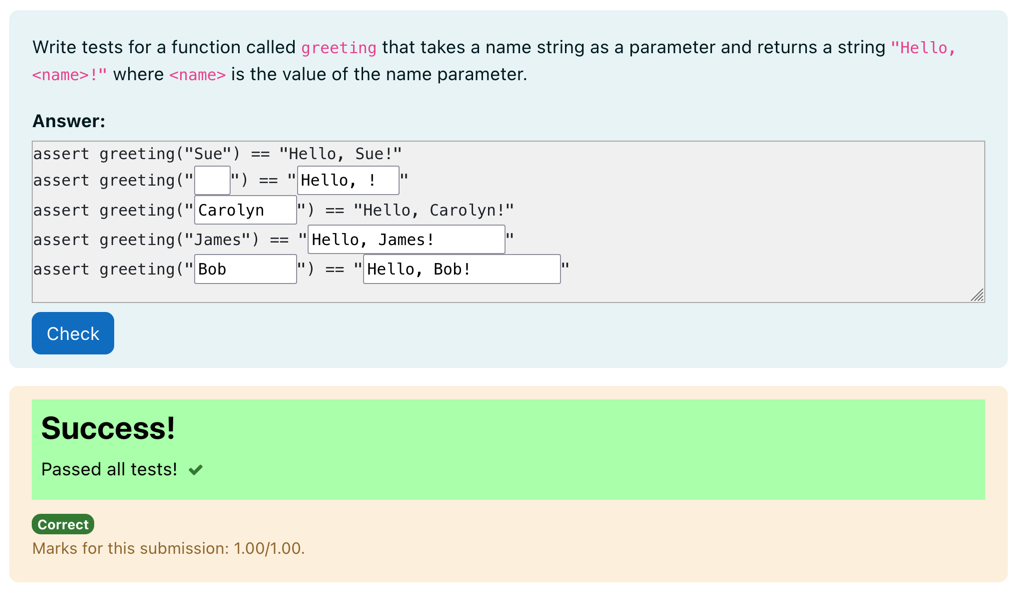 Write tests for a function called greeting that takes a name string as a parameter and returns a string "Hello,
<name>!" where <name> is the value of the name parameter.
Answer:
assert greeting("Sue") == "Hello, Sue!"
assert greeting("") == "Hello, !"
assert greeting("Carolyn") == "Hello, Carolyn!"
assert greeting("James") == "Hello, James!"
assert greeting("Bob") == "Hello, Bob!"
Check
Success!
Passed all tests! ✔
Correct
Marks for this submission: 1.00/1.00.